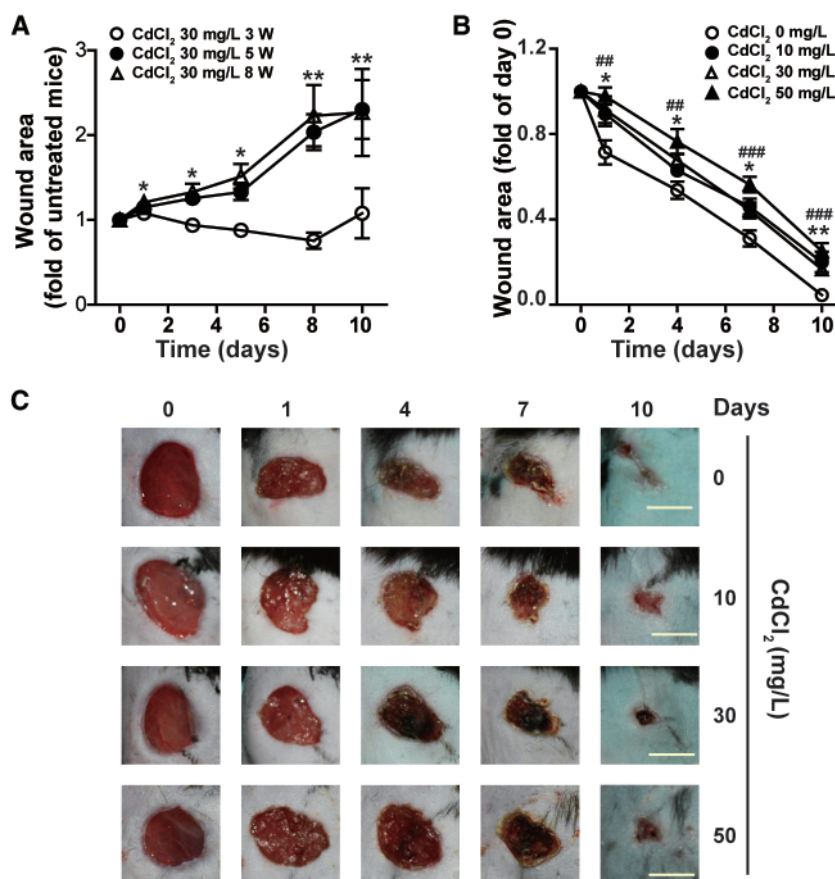 A
CdCl2 30 mg/L 3 W
CdCl2 30 mg/L 5 W
CdCl2 30 mg/L 8 W
Wound area
(fold of untreated mice)
3
2
1
0
* * * ** **
0 2 4 6 8 10
Time (days)
B
CdCl2 0 mg/L
CdCl2 10 mg/L
CdCl2 30 mg/L
CdCl2 50 mg/L
Wound area (fold of day 0)
1.2
0.8
0.4
0.0
## ## ### ###
* * * **
0 2 4 6 8 10
Time (days)
C
0 1 4 7 10 Days
0
10
30
50
CdCl2 (mg/L)